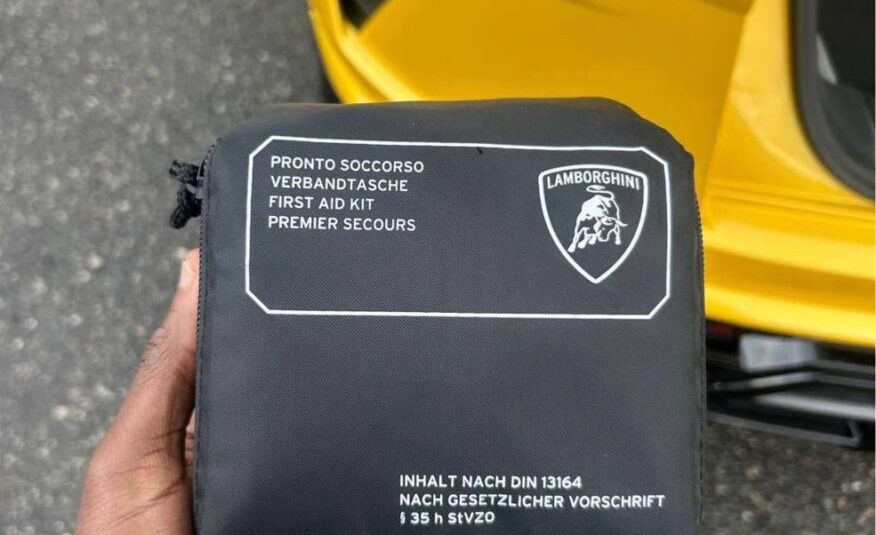 PRONTO SOCCORSO
VERBANDTASCHE
FIRST AID KIT
PREMIER SECOURS
LAMBORGHINI
INHALT NACH DIN 13164
NACH GESETZLICHER VORSCHRIFT
§ 35 h StVZO